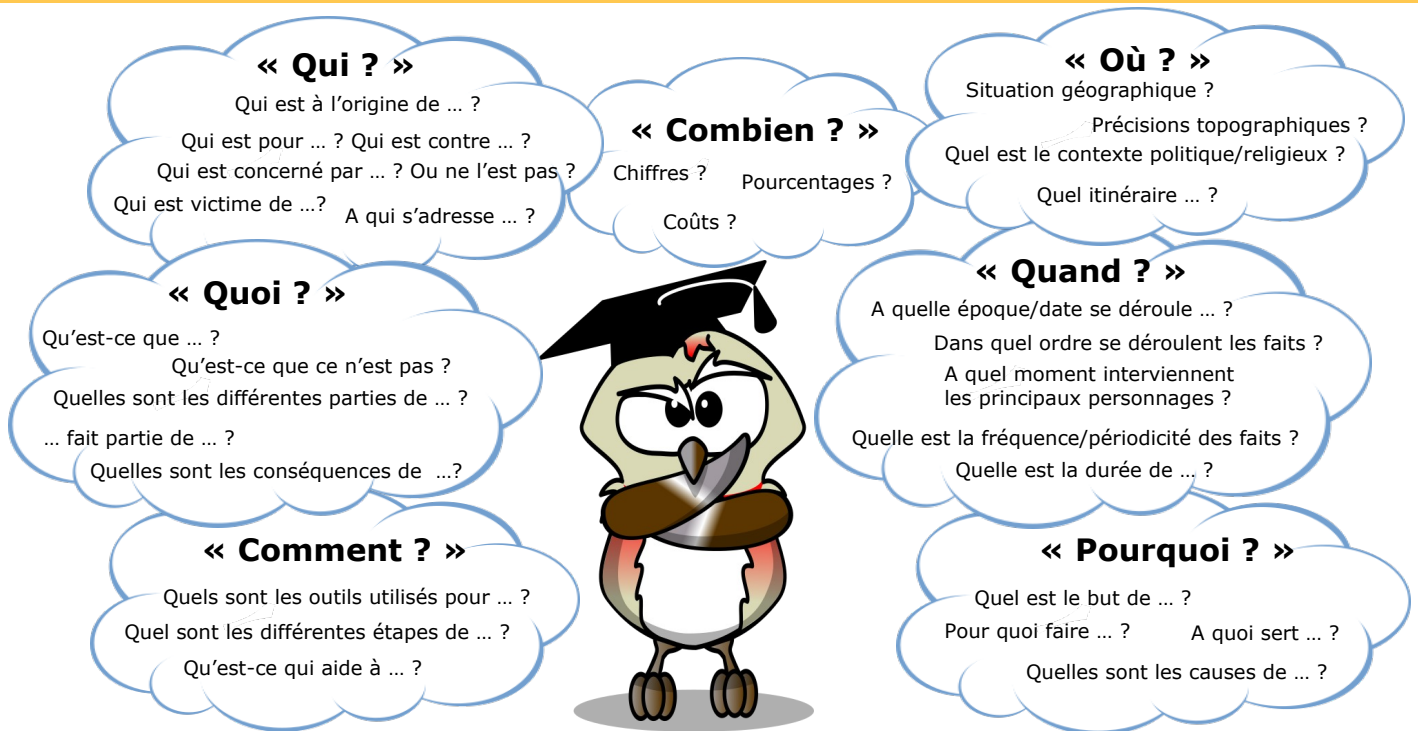 « Qui ? »
Qui est à l'origine de … ?
Qui est pour … ? Qui est contre … ?
Qui est concerné par … ? Ou ne l'est pas ?
Qui est victime de …?
A qui s'adresse … ?
« Combien ? »
Chiffres ?
Pourcentages ?
Coûts ?
« Où ? »
Situation géographique ?
Précisions topographiques ?
Quel est le contexte politique/religieux ?
Quel itinéraire … ?
« Quoi ? »
Qu'est-ce que … ?
Qu'est-ce que ce n'est pas ?
Quelles sont les différentes parties de … ?
… fait partie de … ?
Quelles sont les conséquences de …?
« Quand ? »
A quelle époque/date se déroule … ?
Dans quel ordre se déroulent les faits ?
A quel moment interviennent
les principaux personnages ?
Quelle est la fréquence/périodicité des faits ?
Quelle est la durée de … ?
« Comment ? »
Quels sont les outils utilisés pour … ?
Quel sont les différentes étapes de … ?
Qu'est-ce qui aide à … ?
« Pourquoi ? »
Quel est le but de … ?
Pour quoi faire … ?
A quoi sert … ?
Quelles sont les causes de … ?